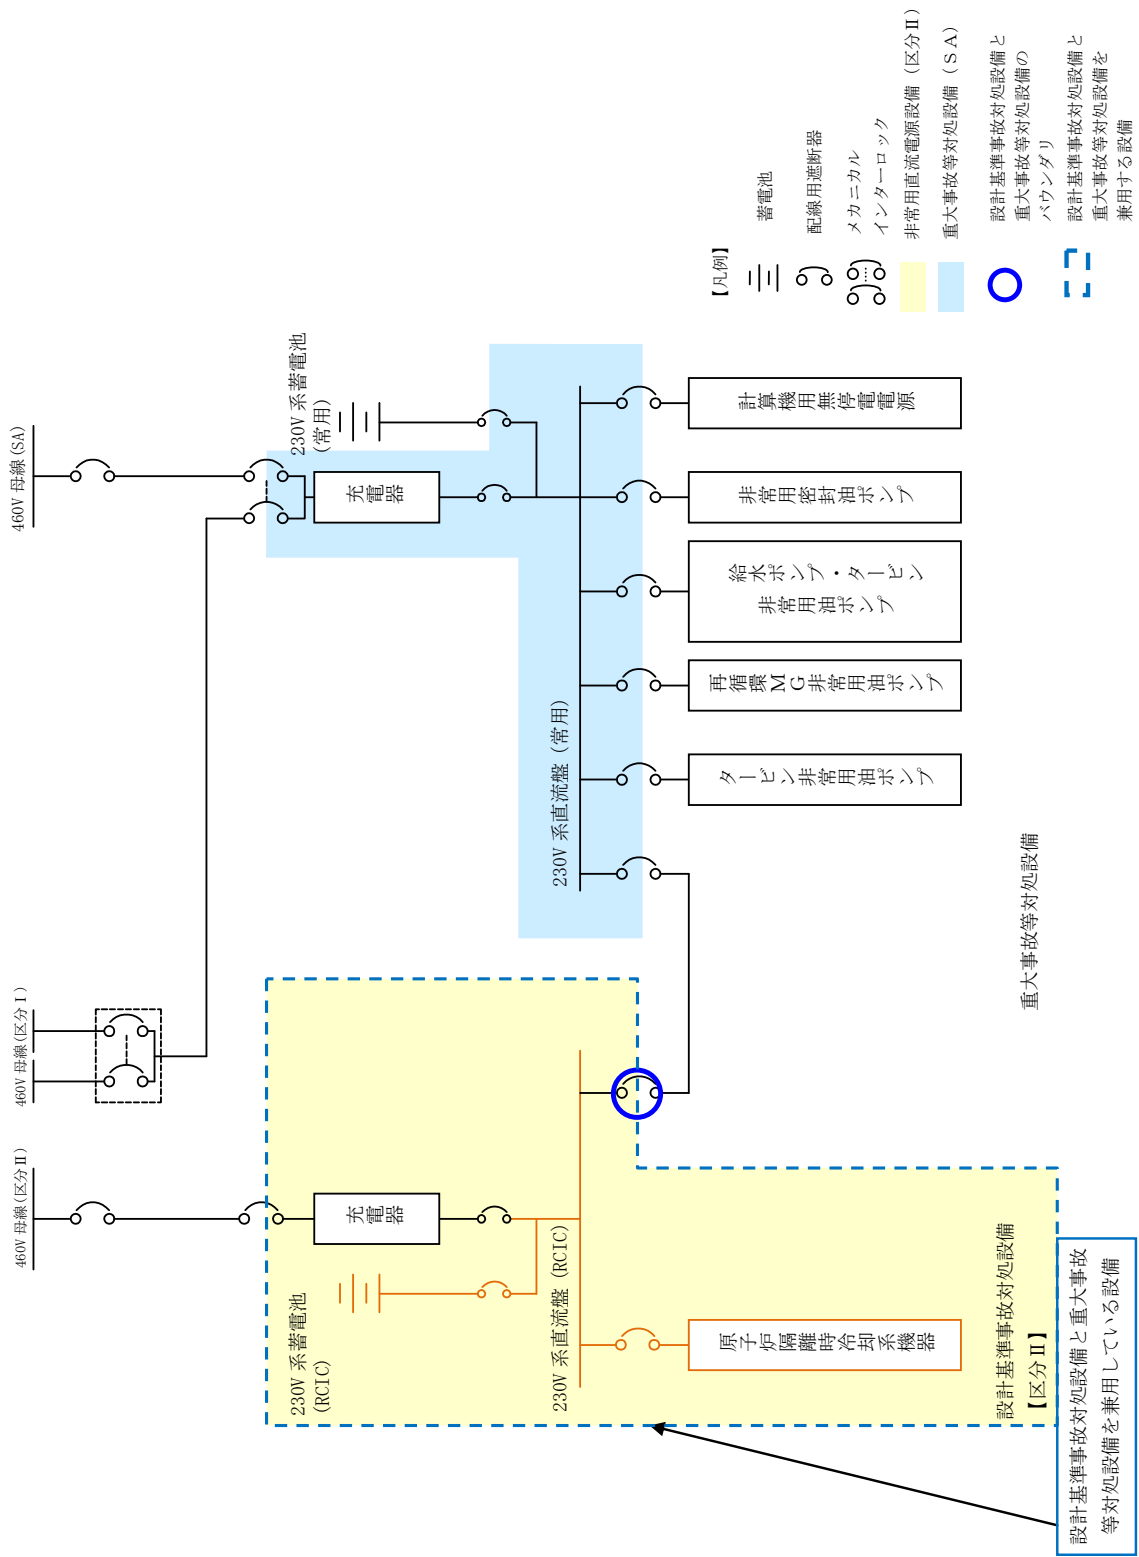 460V 母線(区分Ⅱ)
460V 母線(区分Ⅰ)
460V 母線(SA)
230V 系蓄電池
(RCIC)
充電器
230V 系直流盤 (RCIC)
原子炉隔離時冷却系機器
設計基準事故対処設備
【区分Ⅱ】
設計基準事故対処設備と重大事故
等対処設備を兼用している設備
230V 系蓄電池
(常用)
充電器
230V 系直流盤 (常用)
タービン非常用油ポンプ
再循環MG非常用油ポンプ
給水ポンプ・タービン
非常用油ポンプ
非常用密封油ポンプ
計算機用無停電電源
重大事故等対処設備
【凡例】
蓄電池
配線用遮断器
メカニカル
インターロック
非常用直流電源設備(区分Ⅱ)
重大事故等対処設備(SA)
設計基準事故対処設備と
重大事故等対処設備の
バウンダリ
設計基準事故対処設備と
重大事故等対処設備を
兼用する設備